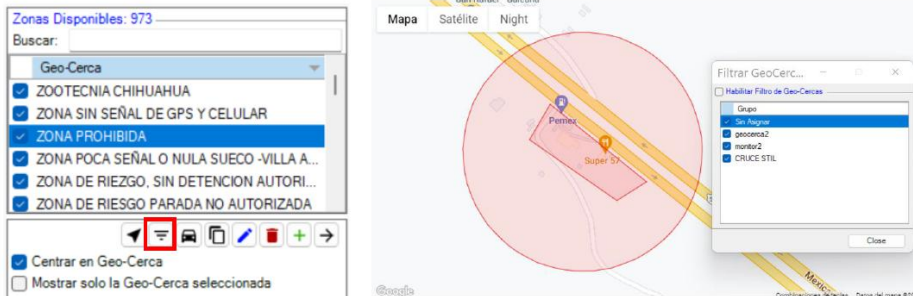 Zonas Disponibles: 973
Buscar:
Geo-Cerca
ZOOTECNIA CHIHUAHUA
ZONA SIN SEÑAL DE GPS Y CELULAR
ZONA PROHIBIDA
ZONA POCA SEÑAL O NULA SUECO -VILLA A...
ZONA DE RIEZGO, SIN DETENCION AUTORI...
ZONA DE RIESGO PARADA NO AUTORIZADA
Centrar en Geo-Cerca
Mostrar solo la Geo-Cerca seleccionada
Mapa Satélite Night
Pemex
Super 57
Google
Filtrar GeoCerc...
Habilitar Filtro de Geo-Cercas
Grupo
Sin Asignar
geocerca2
monitor2
CRUCE STIL
Close